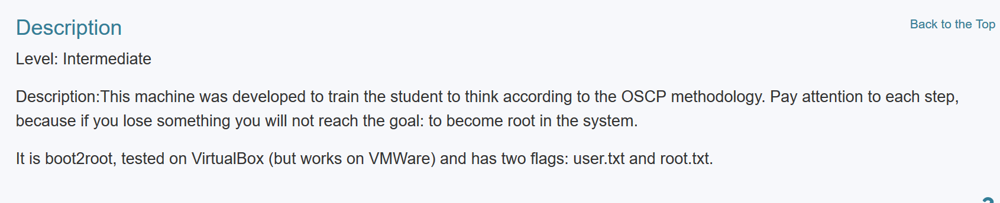 Description
Back to the Top
Level: Intermediate
Description:This machine was developed to train the student to think according to the OSCP methodology. Pay attention to each step,
because if you lose something you will not reach the goal: to become root in the system.
It is boot2root, tested on VirtualBox (but works on VMWare) and has two flags: user.txt and root.txt.